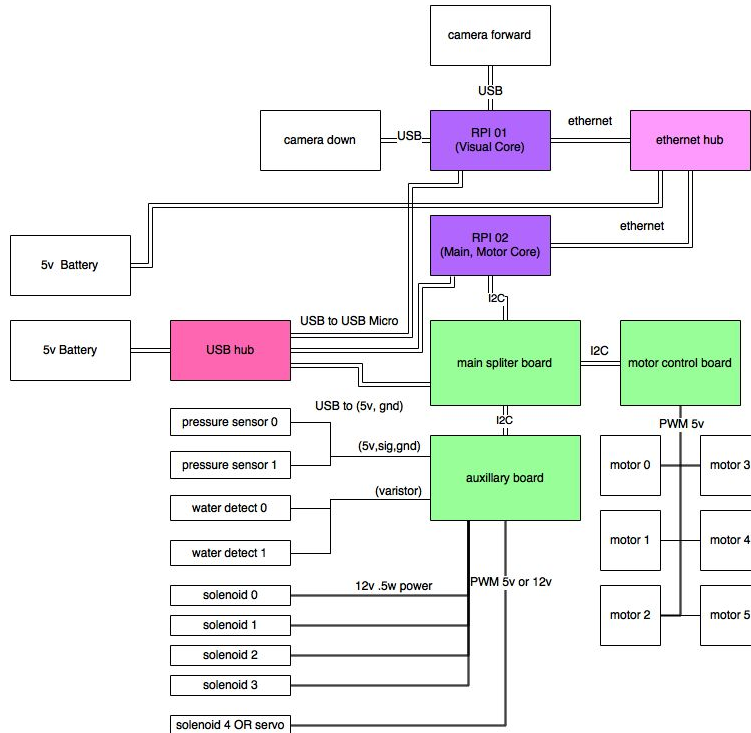 camera forward
USB
camera down
USB
RPI 01
(Visual Core)
ethernet
ethernet hub
RPI 02
(Main, Motor Core)
ethernet
5v  Battery
I2C
USB to USB Micro
5v Battery
USB hub
main spliter board
I2C
motor control board
USB to (5v, gnd)
I2C
PWM 5v
pressure sensor 0
(5v,sig,gnd)
pressure sensor 1
auxillary board
motor 0
motor 3
(varistor)
water detect 0
water detect 1
motor 1
motor 4
12v .5w power
PWM 5v or 12v
solenoid 0
solenoid 1
motor 2
motor 5
solenoid 2
solenoid 3
solenoid 4 OR servo